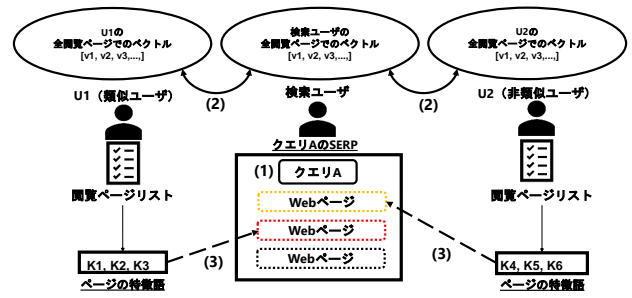 U1の
全閲覧ページでのベクトル
[v1, v2, v3,...,]
検索ユーザの
全閲覧ページでのベクトル
[v1, v2, v3,...,]
U2の
全閲覧ページでのベクトル
[v1, v2, v3,...,]
(2)
(2)
U1（類似ユーザ）
検索ユーザ
U2（非類似ユーザ）
クエリAのSERP
(1)
クエリA
Webページ
Webページ
Webページ
閲覧ページリスト
閲覧ページリスト
(3)
(3)
K1, K2, K3
ページの特徴語
K4, K5, K6
ページの特徴語